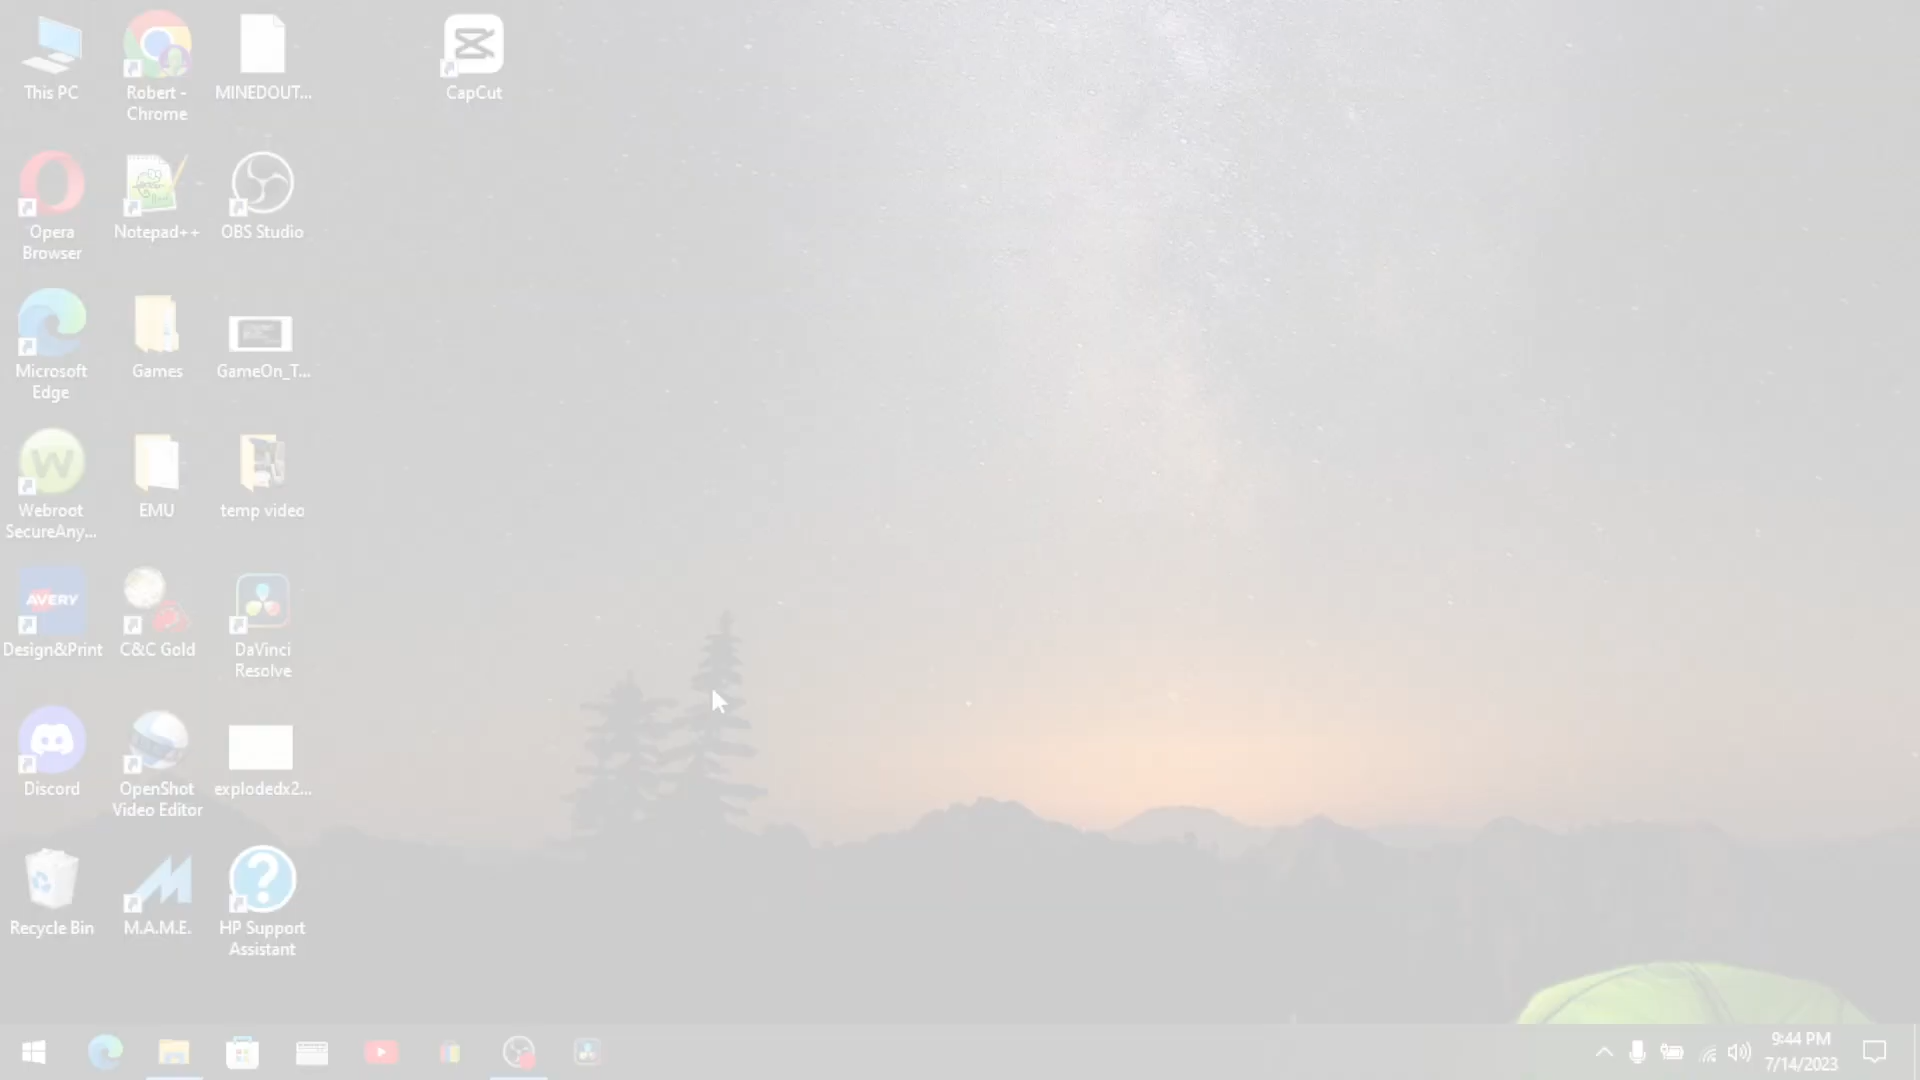 This PC
Robert -
Chrome
MINEDOUT...
CapCut
Opera
Browser
Notepad++
OBS Studio
Microsoft
Edge
Games
GameOn_T...
Webroot
SecureAny...
EMU
temp video
AVERY
Design&Print
C&C Gold
DaVinci
Resolve
Discord
OpenShot
Video Editor
explodedx2...
Recycle Bin
M.A.M.E.
HP Support
Assistant
9:44 PM
7/14/2023